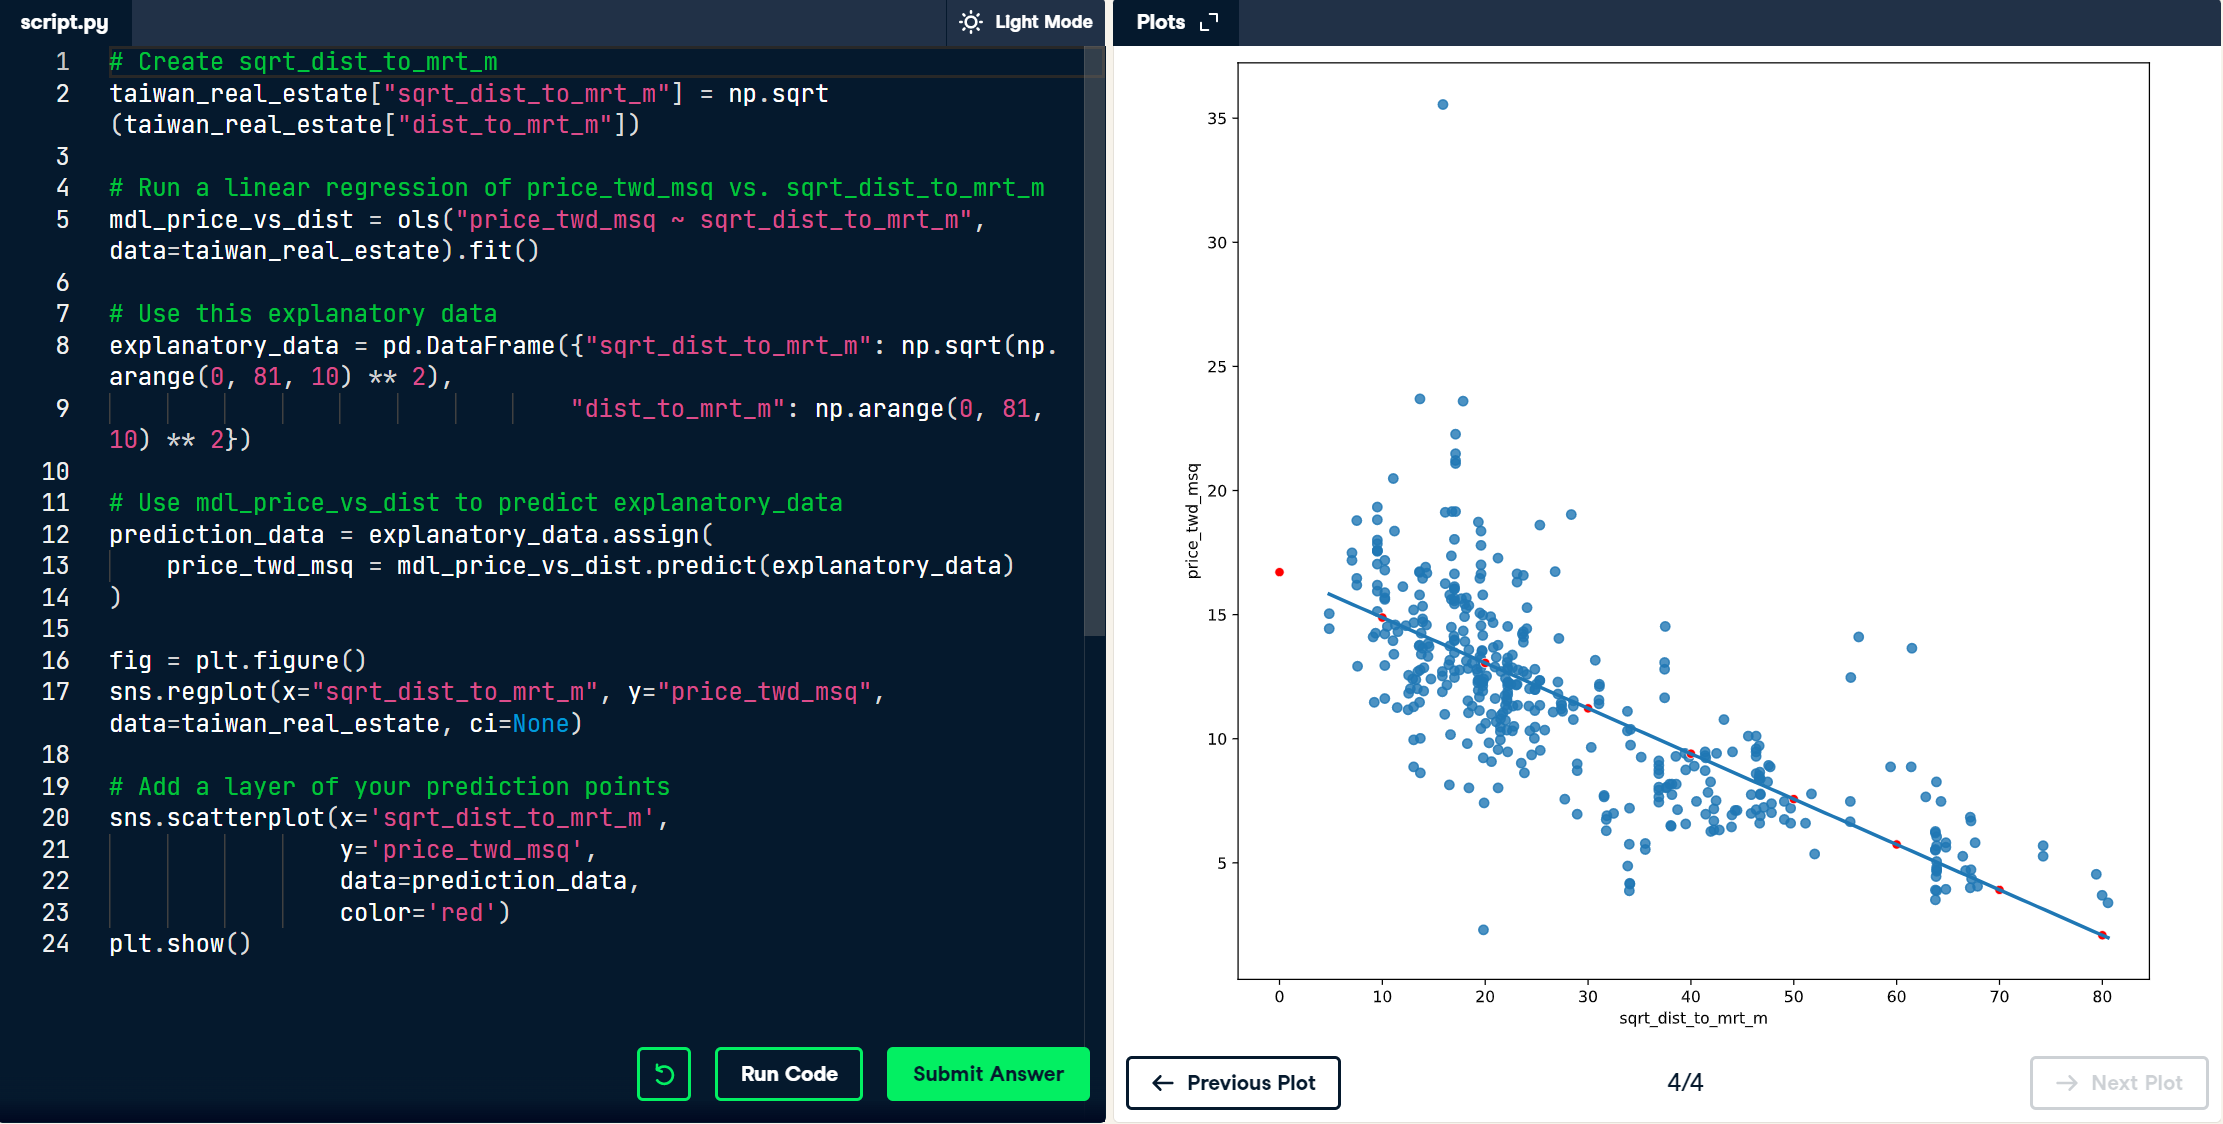 script.py
Light Mode
1 # Create sqrt_dist_to_mrt_m
2 taiwan_real_estate["sqrt_dist_to_mrt_m"] = np.sqrt
(taiwan_real_estate["dist_to_mrt_m"])
3
4 # Run a linear regression of price_twd_msq vs. sqrt_dist_to_mrt_m
5 mdl_price_vs_dist = ols("price_twd_msq ~ sqrt_dist_to_mrt_m",
data=taiwan_real_estate).fit()
6
7 # Use this explanatory data
8 explanatory_data = pd.DataFrame({"sqrt_dist_to_mrt_m": np.sqrt(np.
arange(0, 81, 10) ** 2),
9 "dist_to_mrt_m": np.arange(0, 81,
10) ** 2})
10
11 # Use mdl_price_vs_dist to predict explanatory_data
12 prediction_data = explanatory_data.assign(
13 price_twd_msq = mdl_price_vs_dist.predict(explanatory_data)
14 )
15
16 fig = plt.figure()
17 sns.regplot(x="sqrt_dist_to_mrt_m", y="price_twd_msq",
data=taiwan_real_estate, ci=None)
18
19 # Add a layer of your prediction points
20 sns.scatterplot(x='sqrt_dist_to_mrt_m',
21 y='price_twd_msq',
22 data=prediction_data,
23 color='red')
24 plt.show()
Run Code
Submit Answer
Plots
35
30
25
20
15
10
5
price_twd_msq
0 10 20 30 40 50 60 70 80
sqrt_dist_to_mrt_m
Previous Plot
4/4
Next Plot